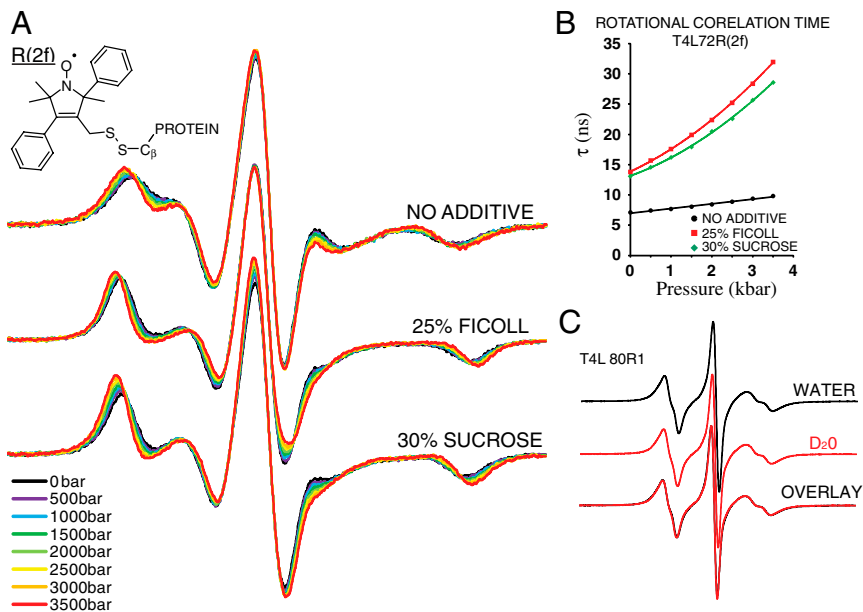 A
R(2f)
O•
N
S
S—Cβ
PROTEIN
NO ADDITIVE
25% FICOLL
30% SUCROSE
0bar
500bar
1000bar
1500bar
2000bar
2500bar
3000bar
3500bar
B
ROTATIONAL CORELATION TIME
T4L72R(2f)
τ (ns)
35
30
25
20
15
10
5
0
NO ADDITIVE
25% FICOLL
30% SUCROSE
0 1 2 3 4
Pressure (kbar)
C
T4L 80R1
WATER
D₂0
OVERLAY